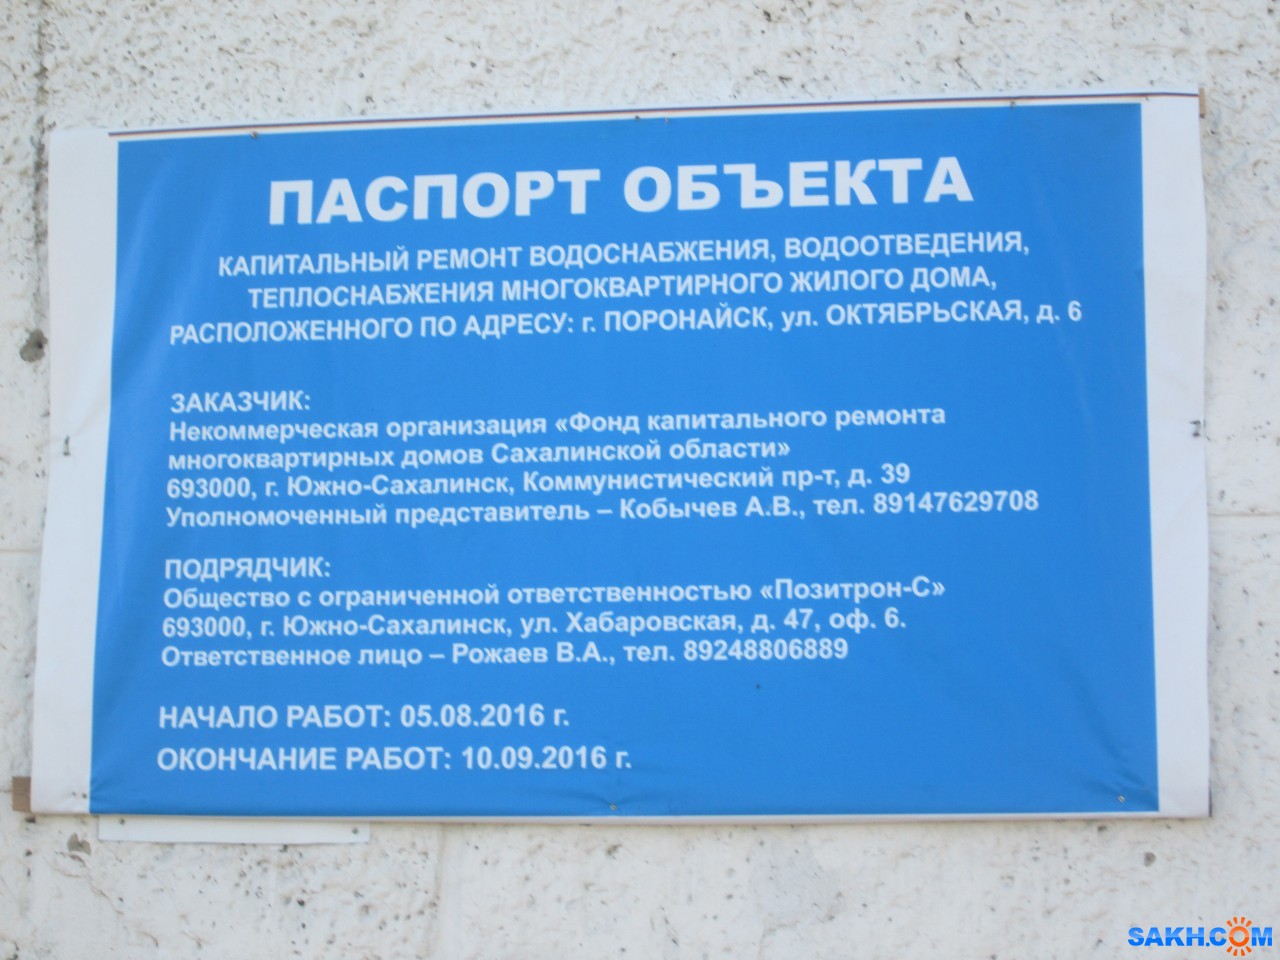 ПАСПОРТ ОБЪЕКТА
КАПИТАЛЬНЫЙ РЕМОНТ ВОДОСНАБЖЕНИЯ, ВОДООТВЕДЕНИЯ,
ТЕПЛОСНАБЖЕНИЯ МНОГОКВАРТИРНОГО ЖИЛОГО ДОМА,
РАСПОЛОЖЕННОГО ПО АДРЕСУ: г. ПОРОНАЙСК, ул. ОКТЯБРЬСКАЯ, д. 6
ЗАКАЗЧИК:
Некоммерческая организация «Фонд капитального ремонта
многоквартирных домов Сахалинской области»
693000, г. Южно-Сахалинск, Коммунистический пр-т, д. 39
Уполномоченный представитель – Кобычев А.В., тел. 89147629708
ПОДРЯДЧИК:
Общество с ограниченной ответственностью «Позитрон-С»
693000, г. Южно-Сахалинск, ул. Хабаровская, д. 47, оф. 6.
Ответственное лицо – Рожаев В.А., тел. 89248806889
НАЧАЛО РАБОТ: 05.08.2016 г.
ОКОНЧАНИЕ РАБОТ: 10.09.2016 г.
SAKH.COM